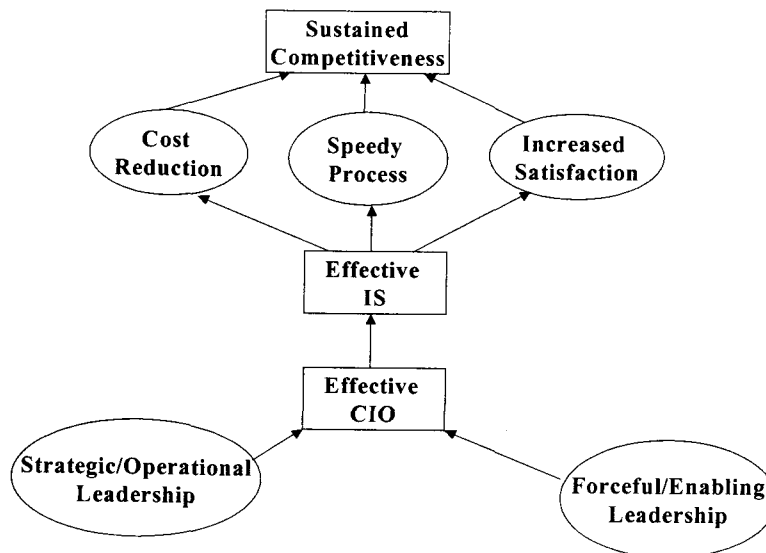 Sustained
Competitiveness
Cost
Reduction
Speedy
Process
Increased
Satisfaction
Effective
IS
Effective
CIO
Strategic/Operational
Leadership
Forceful/Enabling
Leadership